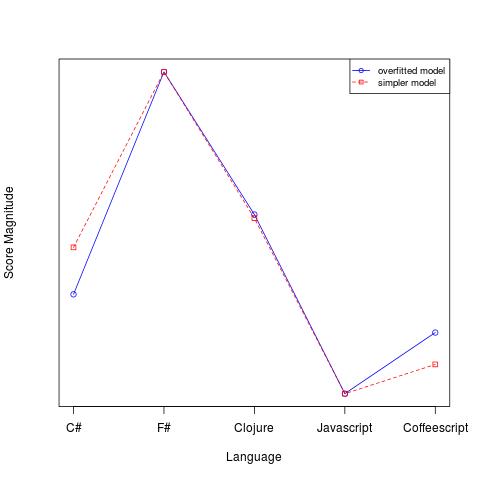 overfitted model
simpler model
Score Magnitude
C# F# Clojure Javascript Coffeescript
Language